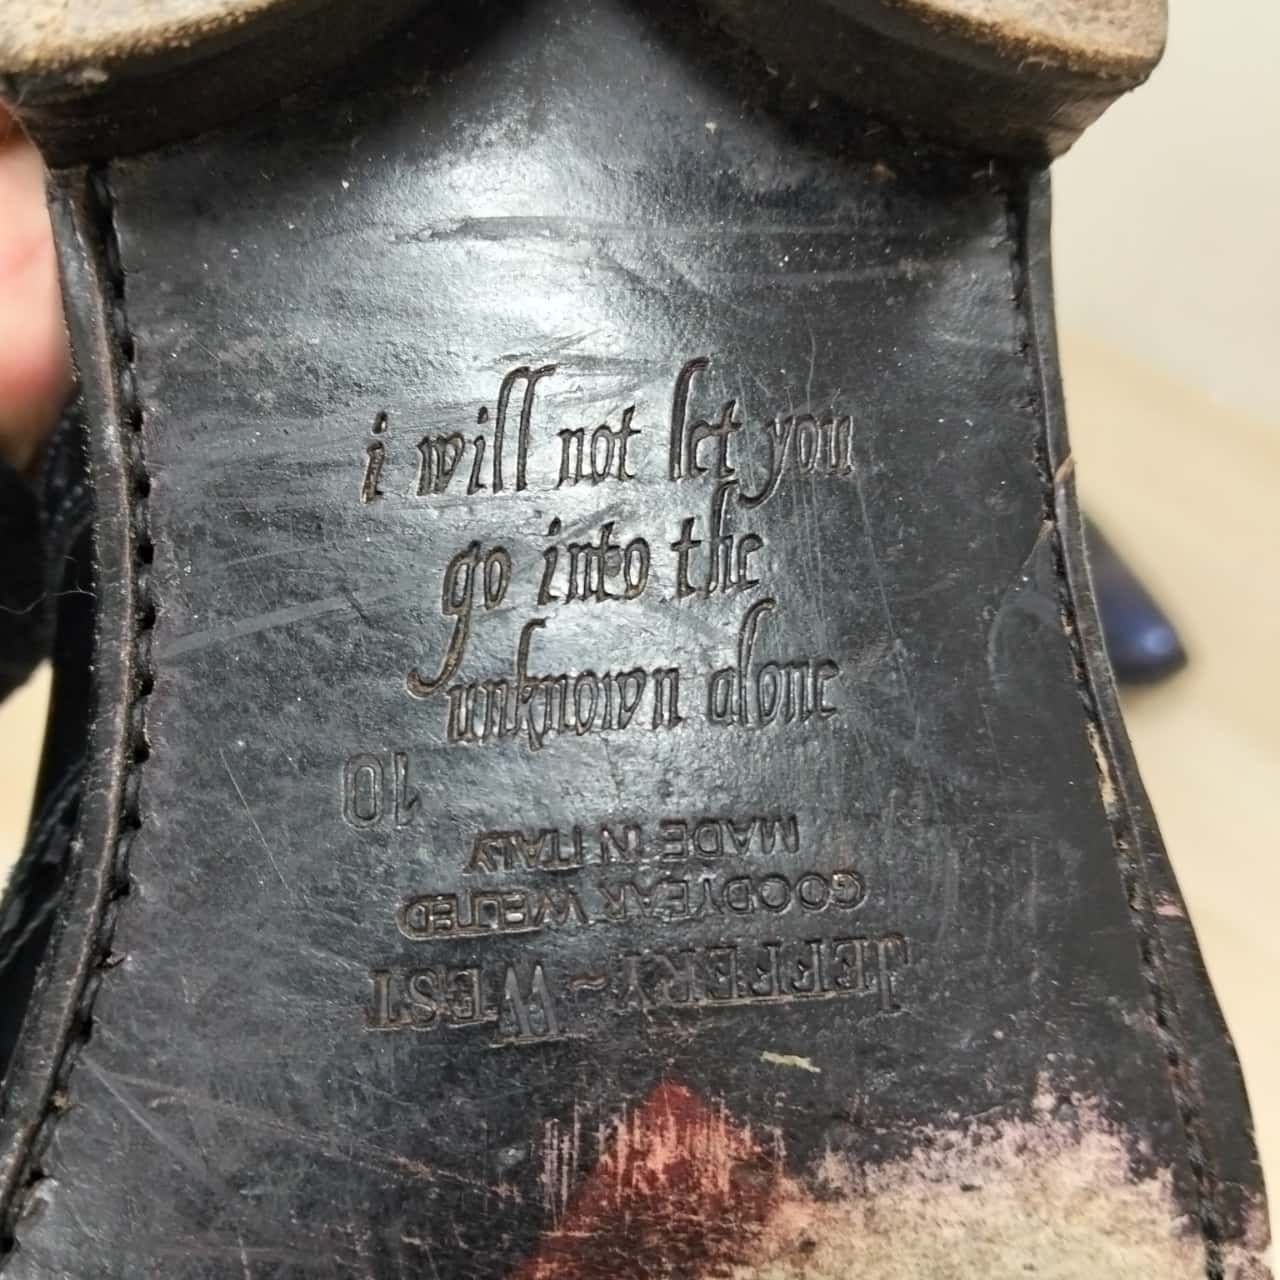 i will not let you
go into the
unknown alone
10
MADE IN ITALY
GOODYEAR WELTED
JEFFERY~WEST